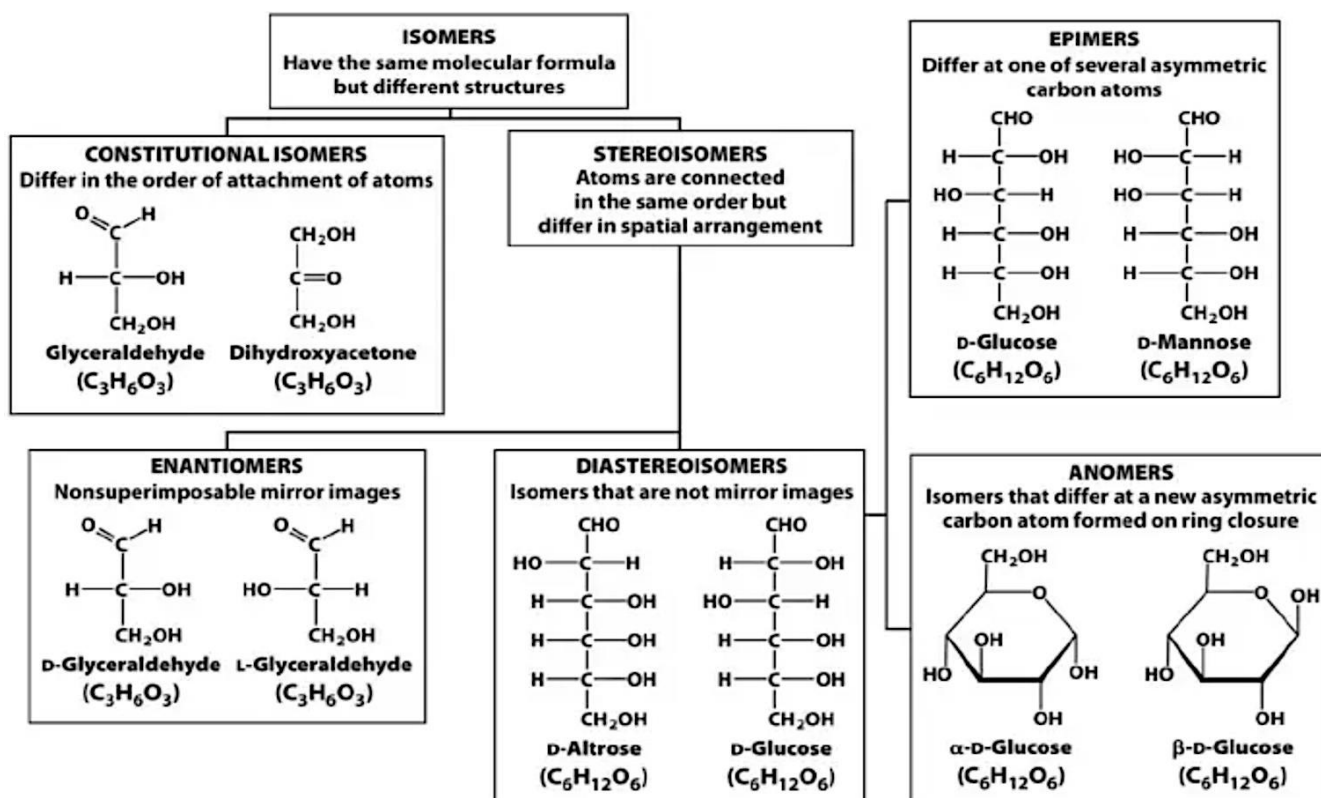 ISOMERS
Have the same molecular formula
but different structures
CONSTITUTIONAL ISOMERS
Differ in the order of attachment of atoms
O H
C
H C OH
CH₂OH
Glyceraldehyde
(C₃H₆O₃)
CH₂OH
C=O
CH₂OH
Dihydroxyacetone
(C₃H₆O₃)
STEREOISOMERS
Atoms are connected
in the same order but
differ in spatial arrangement
ENANTIOMERS
Nonsuperimposable mirror images
O H
C
H C OH
CH₂OH
D-Glyceraldehyde
(C₃H₆O₃)
O H
C
HO C H
CH₂OH
L-Glyceraldehyde
(C₃H₆O₃)
DIASTEREOISOMERS
Isomers that are not mirror images
CHO
HO C H
H C OH
H C OH
H C OH
CH₂OH
D-Altrose
(C₆H₁₂O₆)
CHO
H C OH
HO C H
H C OH
H C OH
CH₂OH
D-Glucose
(C₆H₁₂O₆)
EPIMERS
Differ at one of several asymmetric
carbon atoms
CHO
H C OH
HO C H
H C OH
H C OH
CH₂OH
D-Glucose
(C₆H₁₂O₆)
CHO
HO C H
HO C H
H C OH
H C OH
CH₂OH
D-Mannose
(C₆H₁₂O₆)
ANOMERS
Isomers that differ at a new asymmetric
carbon atom formed on ring closure
CH₂OH
O
OH
HO OH
OH
α-D-Glucose
(C₆H₁₂O₆)
CH₂OH
O OH
OH
HO
OH
β-D-Glucose
(C₆H₁₂O₆)